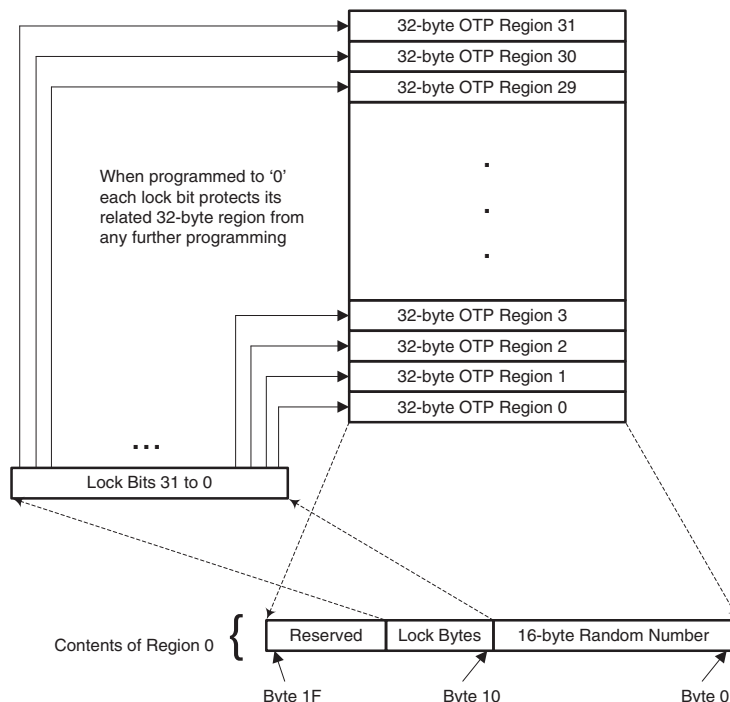 32-byte OTP Region 31
32-byte OTP Region 30
32-byte OTP Region 29
When programmed to ‘0’
each lock bit protects its
related 32-byte region from
any further programming
.
.
.
32-byte OTP Region 3
32-byte OTP Region 2
32-byte OTP Region 1
32-byte OTP Region 0
...
Lock Bits 31 to 0
Contents of Region 0 {
Reserved
Lock Bytes
16-byte Random Number
Byte 1F
Byte 10
Byte 0